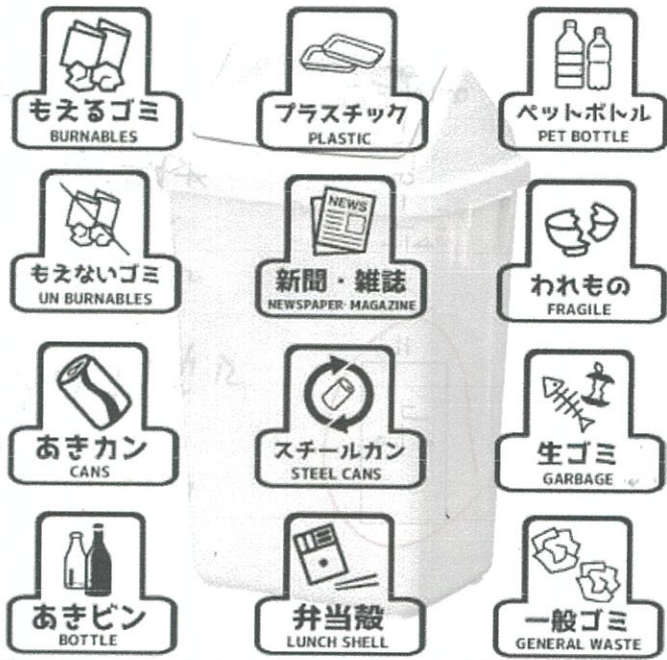 もえるゴミ
BURNABLES
プラスチック
PLASTIC
ペットボトル
PET BOTTLE
もえないゴミ
UN BURNABLES
NEWS
新聞・雑誌
NEWSPAPER・MAGAZINE
われもの
FRAGILE
あきカン
CANS
スチールカン
STEEL CANS
生ゴミ
GARBAGE
あきビン
BOTTLE
弁当殻
LUNCH SHELL
一般ゴミ
GENERAL WASTE